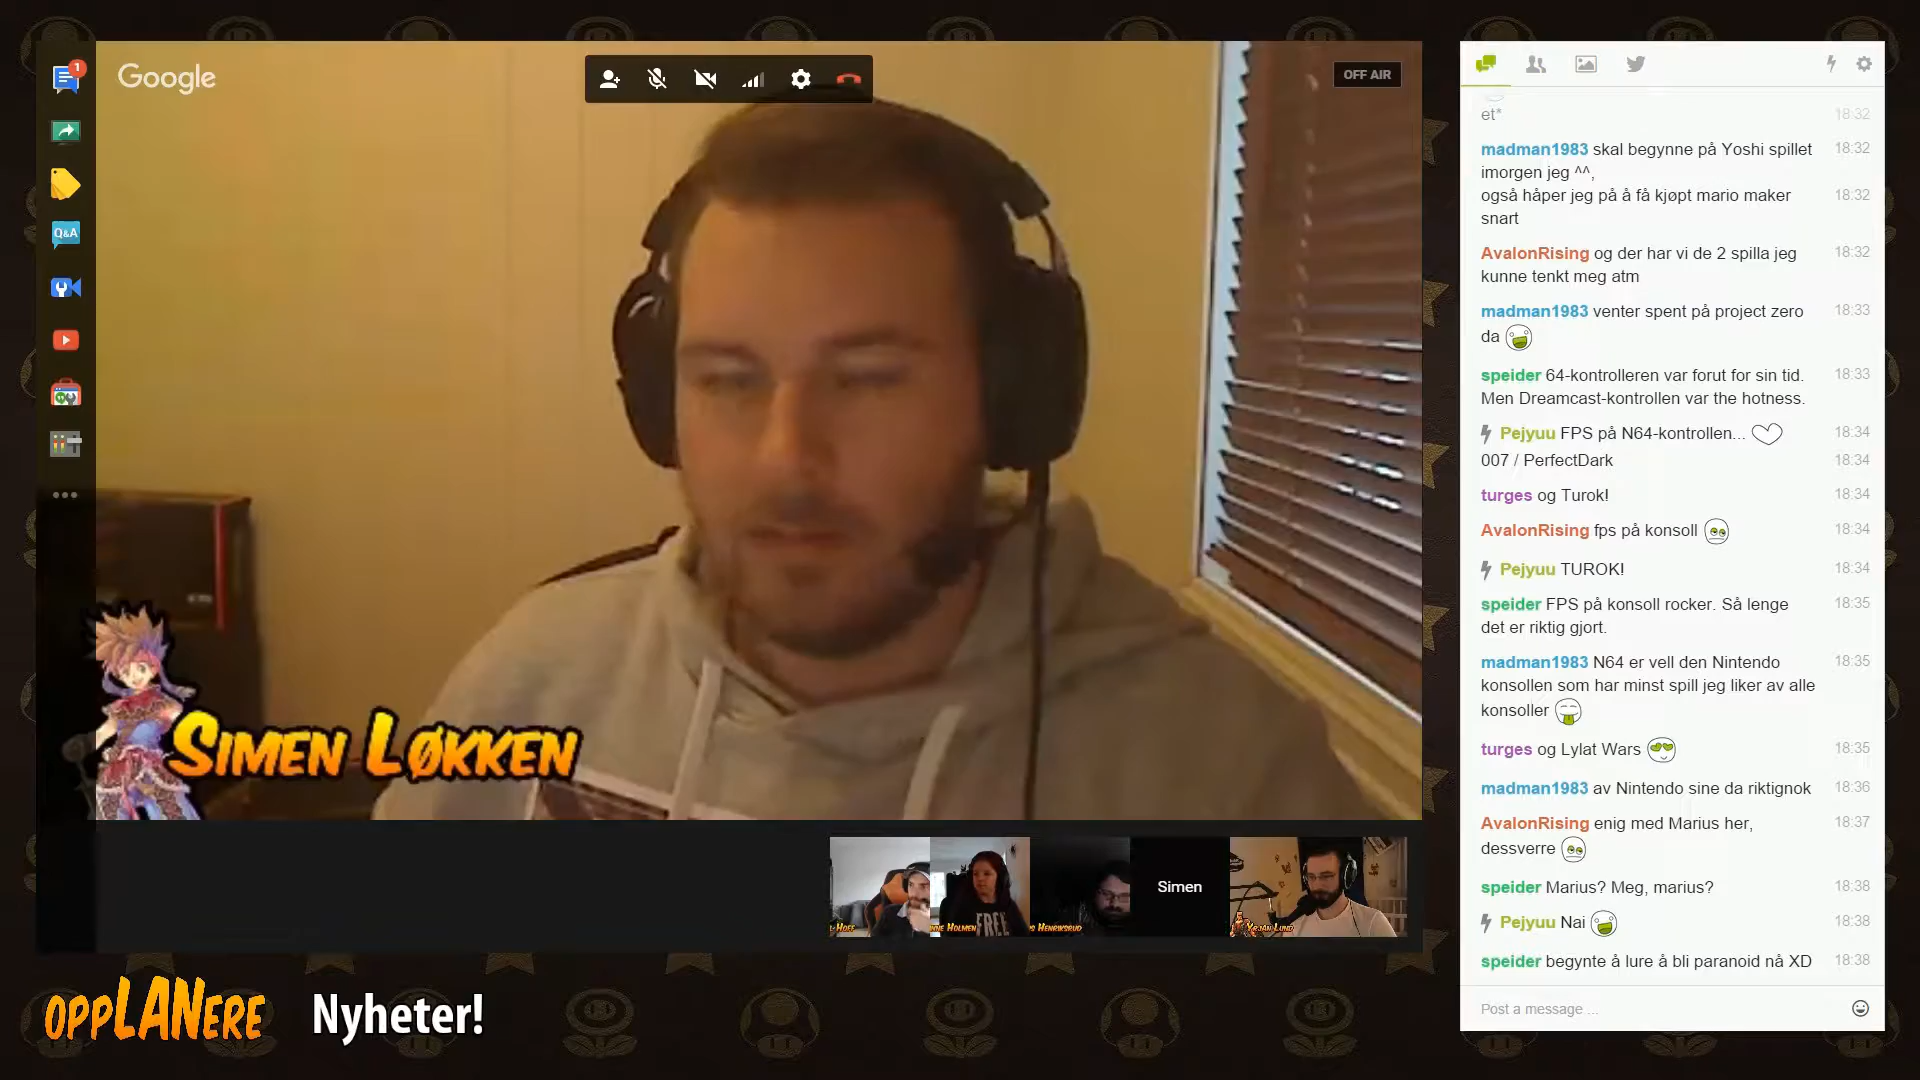 1
Google
OFF AIR
Q&A
SIMEN LØKKEN
L HOFF
NNE HOLMEN
FREE
S HENRIKSRUD
Simen
YRJAN LUND
OPPLANERE
Nyheter!
et* 18:32
madman1983 skal begynne på Yoshi spillet 18:32
imorgen jeg ^^,
også håper jeg på å få kjøpt mario maker 18:32
snart
AvalonRising og der har vi de 2 spilla jeg 18:32
kunne tenkt meg atm
madman1983 venter spent på project zero 18:33
da
speider 64-kontrolleren var forut for sin tid. 18:33
Men Dreamcast-kontrollen var the hotness.
Pejyuu FPS på N64-kontrollen... 18:34
007 / PerfectDark 18:34
turges og Turok! 18:34
AvalonRising fps på konsoll 18:34
Pejyuu TUROK! 18:34
speider FPS på konsoll rocker. Så lenge 18:35
det er riktig gjort.
madman1983 N64 er vell den Nintendo 18:35
konsollen som har minst spill jeg liker av alle
konsoller
turges og Lylat Wars 18:35
madman1983 av Nintendo sine da riktignok 18:36
AvalonRising enig med Marius her, 18:37
dessverre
speider Marius? Meg, marius? 18:38
Pejyuu Nai 18:38
speider begynte å lure å bli paranoid nå XD 18:38
Post a message ...